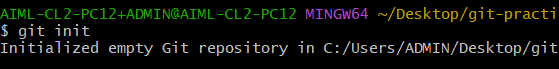 AIML-CL2-PC12+ADMIN@AIML-CL2-PC12 MINGW64 ~/Desktop/git-practi
$ git init
Initialized empty Git repository in C:/Users/ADMIN/Desktop/git